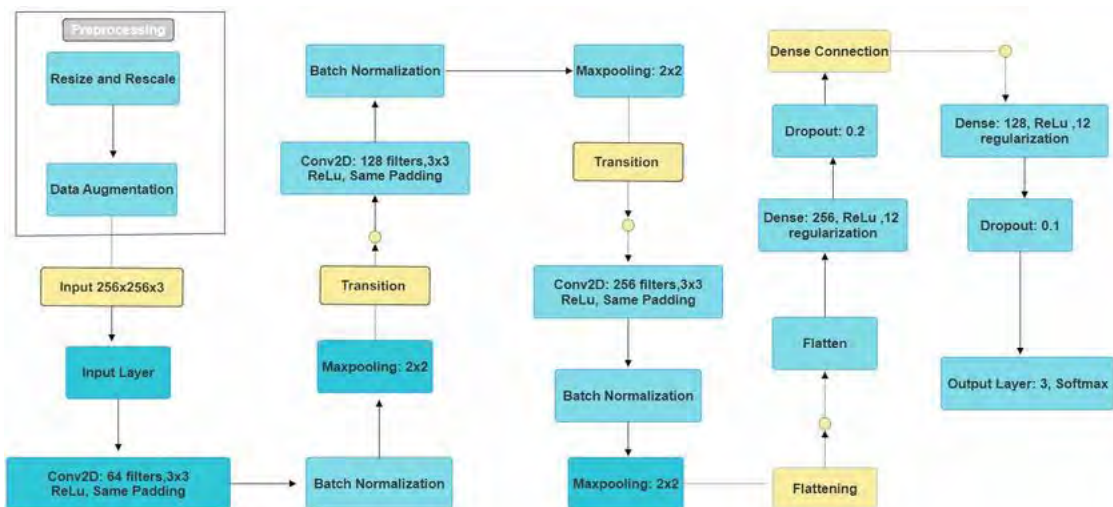 Preprocessing
Resize and Rescale
Data Augmentation
Input 256x256x3
Input Layer
Conv2D: 64 filters,3x3
ReLu, Same Padding
Batch Normalization
Maxpooling: 2x2
Transition
Conv2D: 128 filters,3x3
ReLu, Same Padding
Batch Normalization
Maxpooling: 2x2
Transition
Conv2D: 256 filters,3x3
ReLu, Same Padding
Batch Normalization
Maxpooling: 2x2
Flattening
Flatten
Dense: 256, ReLu ,12
regularization
Dropout: 0.2
Dense Connection
Dense: 128, ReLu ,12
regularization
Dropout: 0.1
Output Layer: 3, Softmax